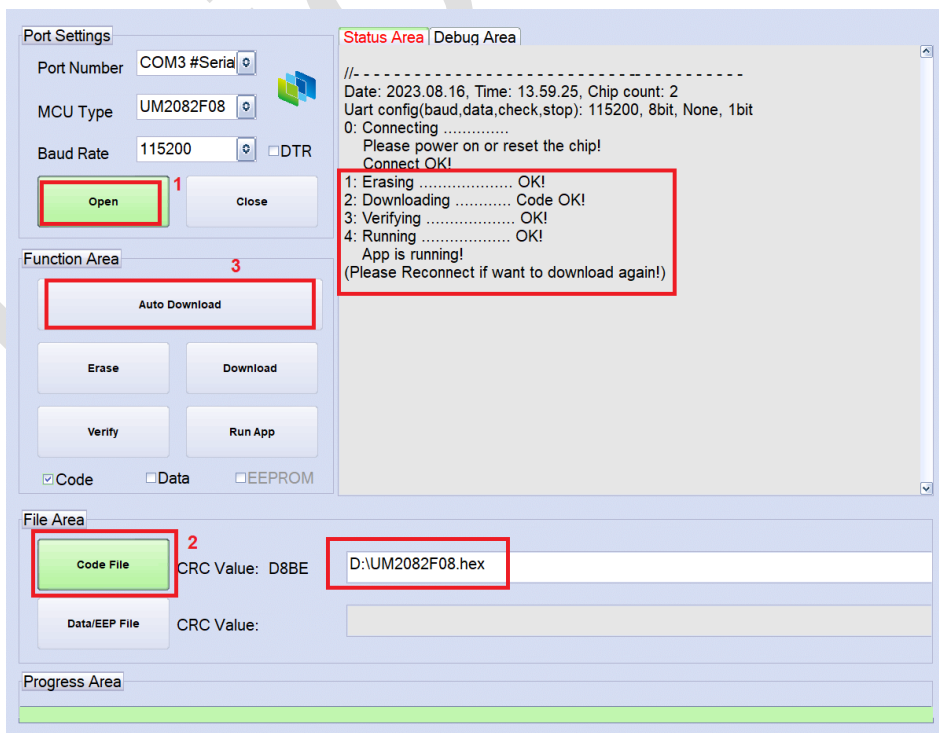 Port Settings
Port Number COM3 #Serial
MCU Type UM2082F08
Baud Rate 115200 DTR
1
Open Close
Function Area
3
Auto Download
Erase Download
Verify Run App
Code Data EEPROM
Status Area Debug Area
//- - - - - - - - - - - - - - - - - - - - - - - - - - - - - - - - - - - - - - -
Date: 2023.08.16, Time: 13.59.25, Chip count: 2
Uart config(baud,data,check,stop): 115200, 8bit, None, 1bit
0: Connecting ..............
Please power on or reset the chip!
Connect OK!
1: Erasing ................... OK!
2: Downloading ............ Code OK!
3: Verifying .................. OK!
4: Running ................... OK!
App is running!
(Please Reconnect if want to download again!)
File Area
2
Code File CRC Value: D8BE D:\UM2082F08.hex
Data/EEP File CRC Value:
Progress Area